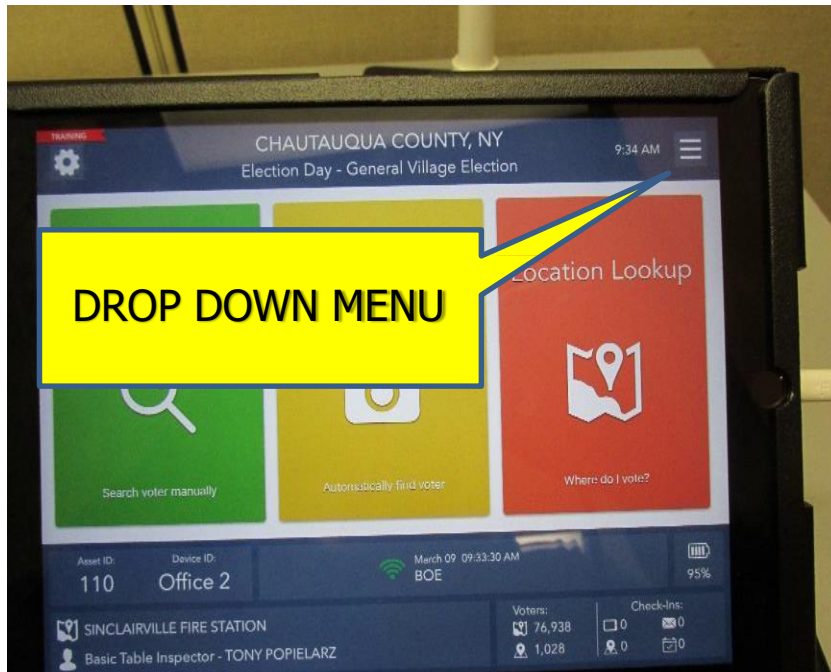 TRAINING
CHAUTAUQUA COUNTY, NY
Election Day - General Village Election
9:34 AM
DROP DOWN MENU
Location Lookup
Search voter manually
Automatically find voter
Where do I vote?
Asset ID:
110
Device ID:
Office 2
March 09 09:33:30 AM
BOE
95%
SINCLAIRVILLE FIRE STATION
Basic Table Inspector - TONY POPIELARZ
Voters:
76,938
1,028
Check-Ins:
0
0
0
0